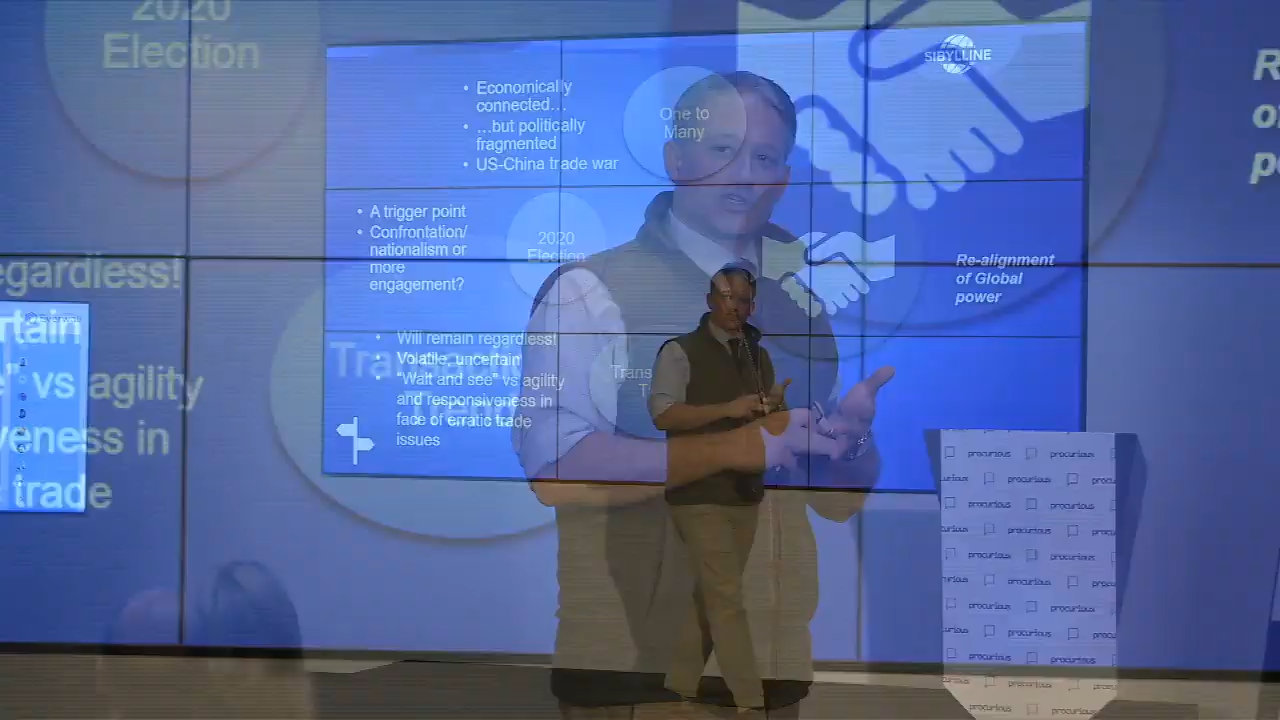 2020
Election
SIBYLLINE
• Economically
connected…
• …but politically
fragmented
• US-China trade war
One to
Many
• A trigger point
• Confrontation/
nationalism or
more
engagement?
2020
Election
Re-alignment
of Global
power
• Will remain regardless!
• Volatile, uncertain
• "Wait and see" vs agility
and responsiveness in
face of erratic trade
issues
egardless!
rtain
e" vs agility
veness in
trade
procurious
procurious
procurious
procurious
procurious
procurious
procurious
procurious
procurious
procurious